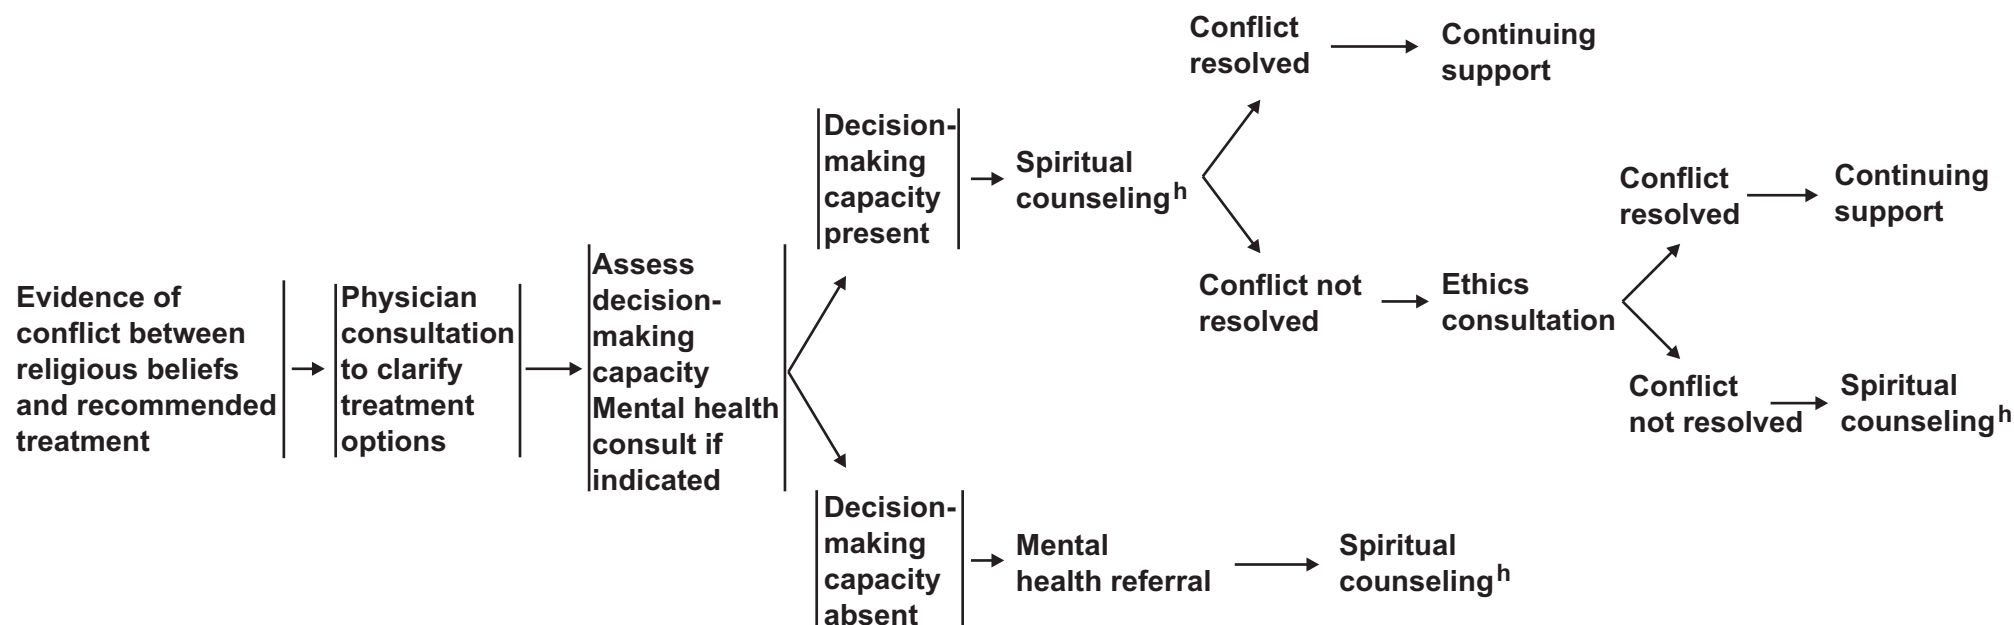 Evidence of
conflict between
religious beliefs
and recommended
treatment
Physician
consultation
to clarify
treatment
options
Assess
decision-
making
capacity
Mental health
consult if
indicated
Decision-
making
capacity
present
Spiritual
counseling h
Conflict
resolved
Continuing
support
Conflict not
resolved
Ethics
consultation
Conflict
resolved
Continuing
support
Conflict
not resolved
Spiritual
counseling h
Decision-
making
capacity
absent
Mental
health referral
Spiritual
counseling h